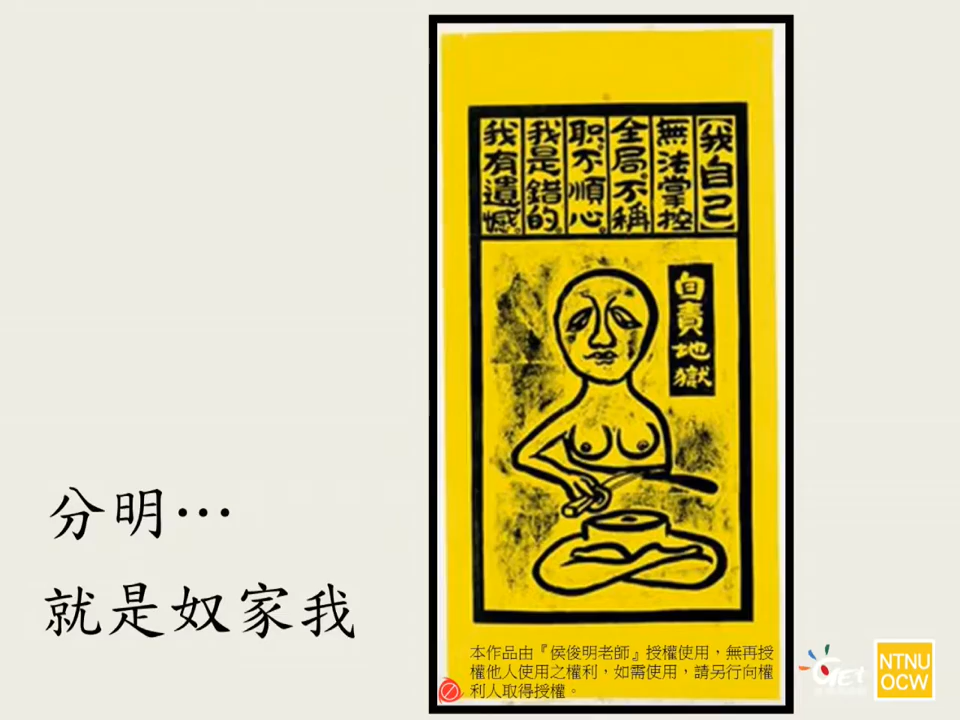 【我自己】
無法掌控
全局。不稱
職。不順心。
我是錯的。
我有遺憾。
自責地獄
分明…
就是奴家我
本作品由『侯俊明老師』授權使用，無再授
權他人使用之權利，如需使用，請另行向權
利人取得授權。
NTNU
OCW